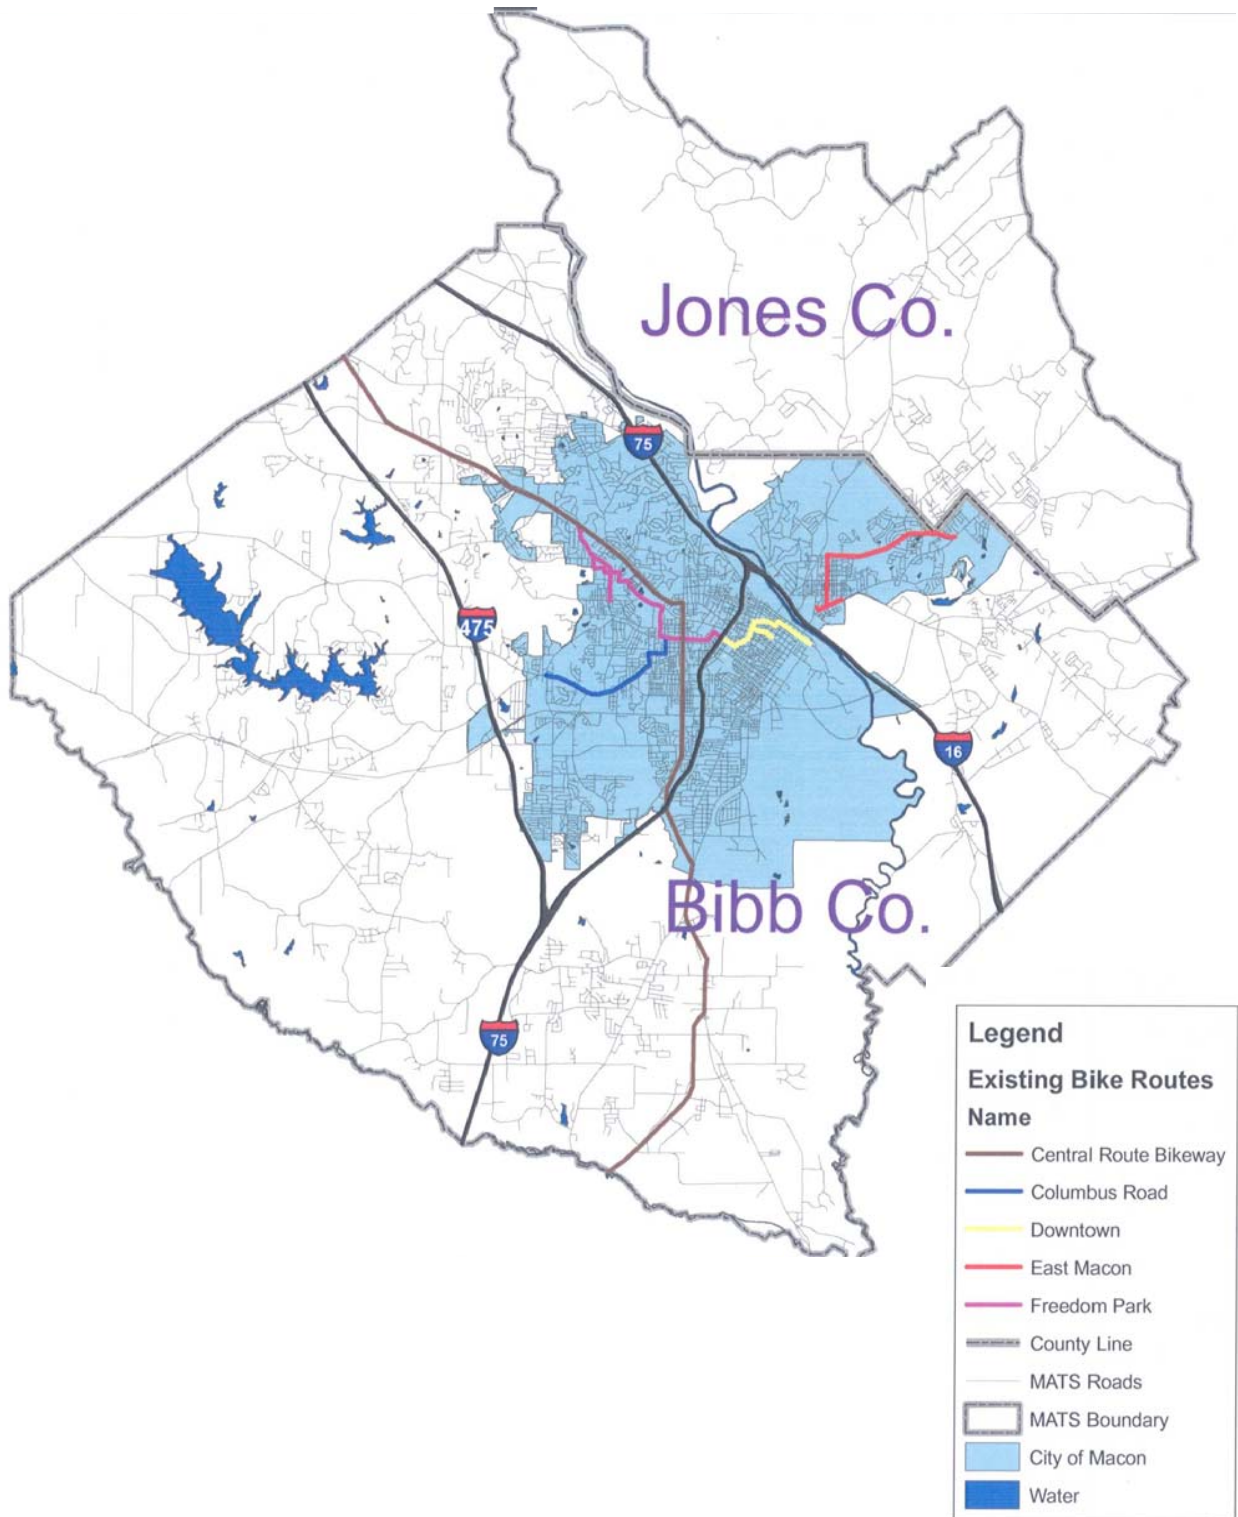 Jones Co.
75
475
16
Bibb Co.
75
Legend
Existing Bike Routes
Name
Central Route Bikeway
Columbus Road
Downtown
East Macon
Freedom Park
County Line
MATS Roads
MATS Boundary
City of Macon
Water